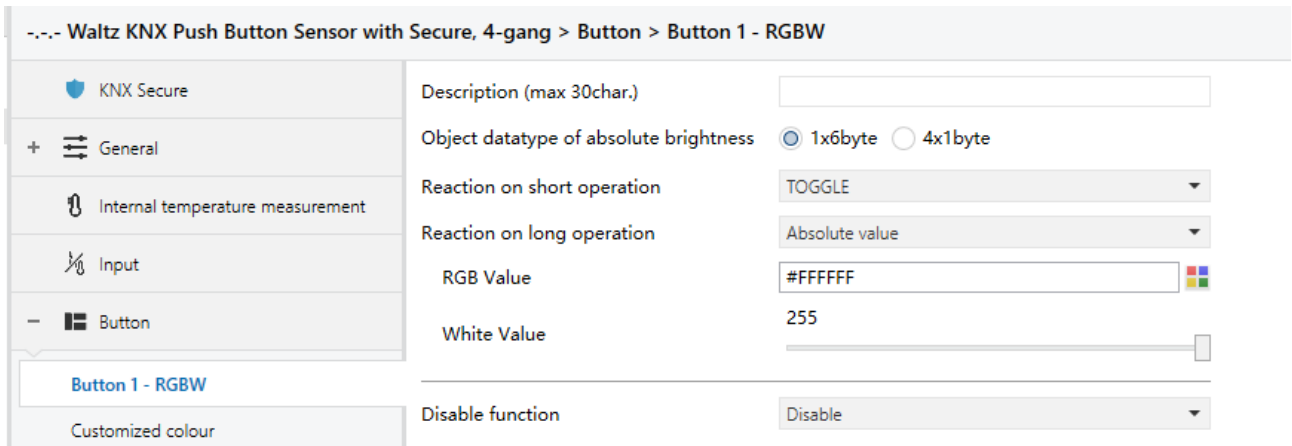 -.-.- Waltz KNX Push Button Sensor with Secure, 4-gang > Button > Button 1 - RGBW
KNX Secure
+ General
Internal temperature measurement
Input
− Button
Button 1 - RGBW
Customized colour
Description (max 30char.)
Object datatype of absolute brightness 1x6byte 4x1byte
Reaction on short operation TOGGLE
Reaction on long operation Absolute value
RGB Value #FFFFFF
255
White Value
Disable function Disable